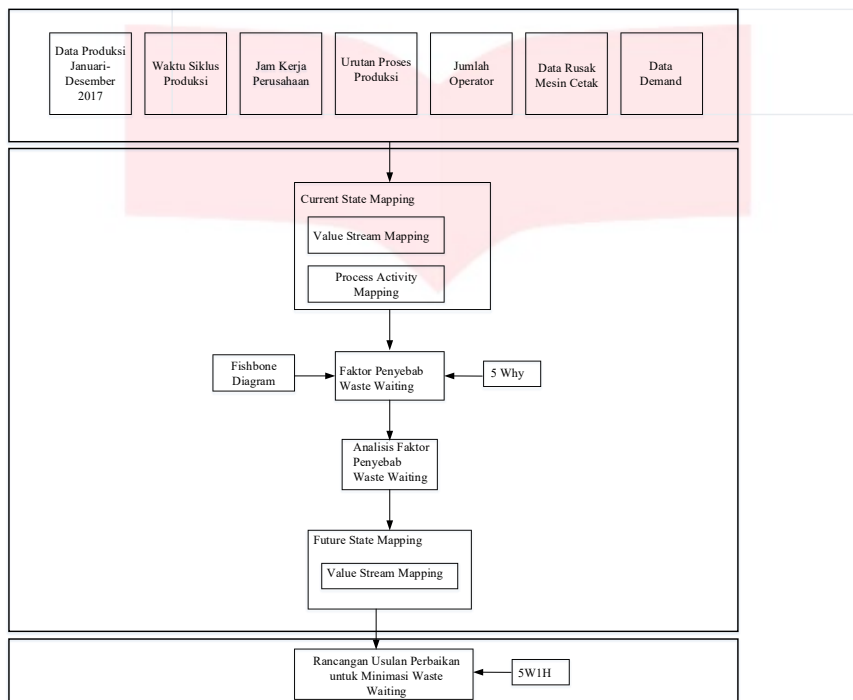 Data Produksi
Januari-
Desember
2017
Waktu Siklus
Produksi
Jam Kerja
Perusahaan
Urutan Proses
Produksi
Jumlah
Operator
Data Rusak
Mesin Cetak
Data
Demand
Current State Mapping
Value Stream Mapping
Process Activity
Mapping
Fishbone
Diagram
Faktor Penyebab
Waste Waiting
5 Why
Analisis Faktor
Penyebab
Waste Waiting
Future State Mapping
Value Stream Mapping
Rancangan Usulan Perbaikan
untuk Minimasi Waste
Waiting
5W1H